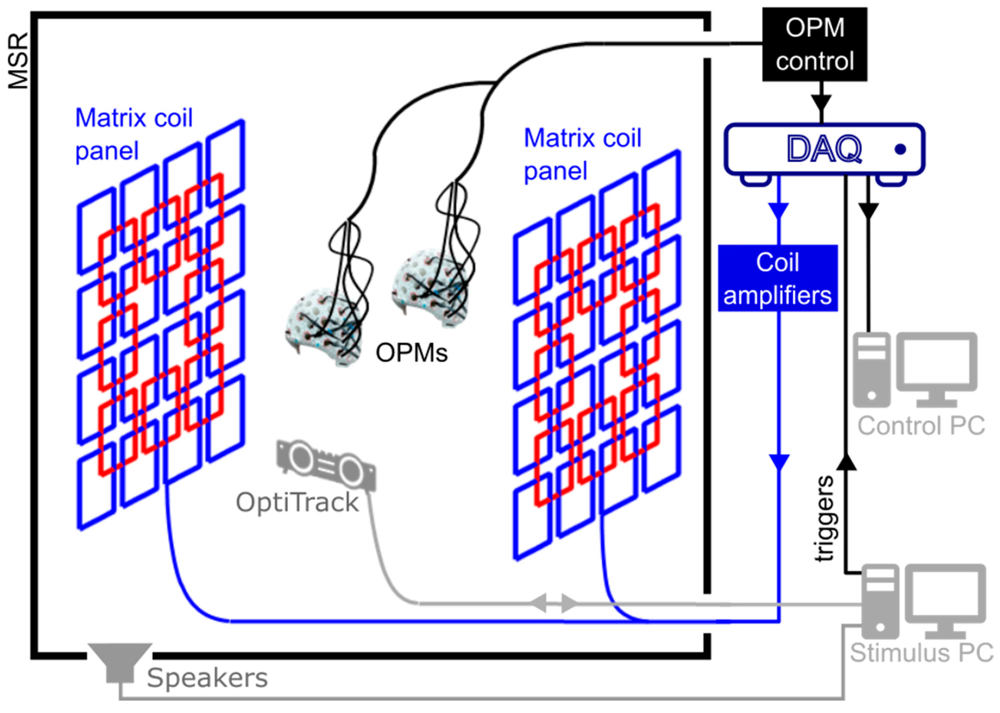 MSR
OPM
control
Matrix coil
panel
Matrix coil
panel
DAQ
Coil
amplifiers
OPMs
Control PC
OptiTrack
triggers
Stimulus PC
Speakers